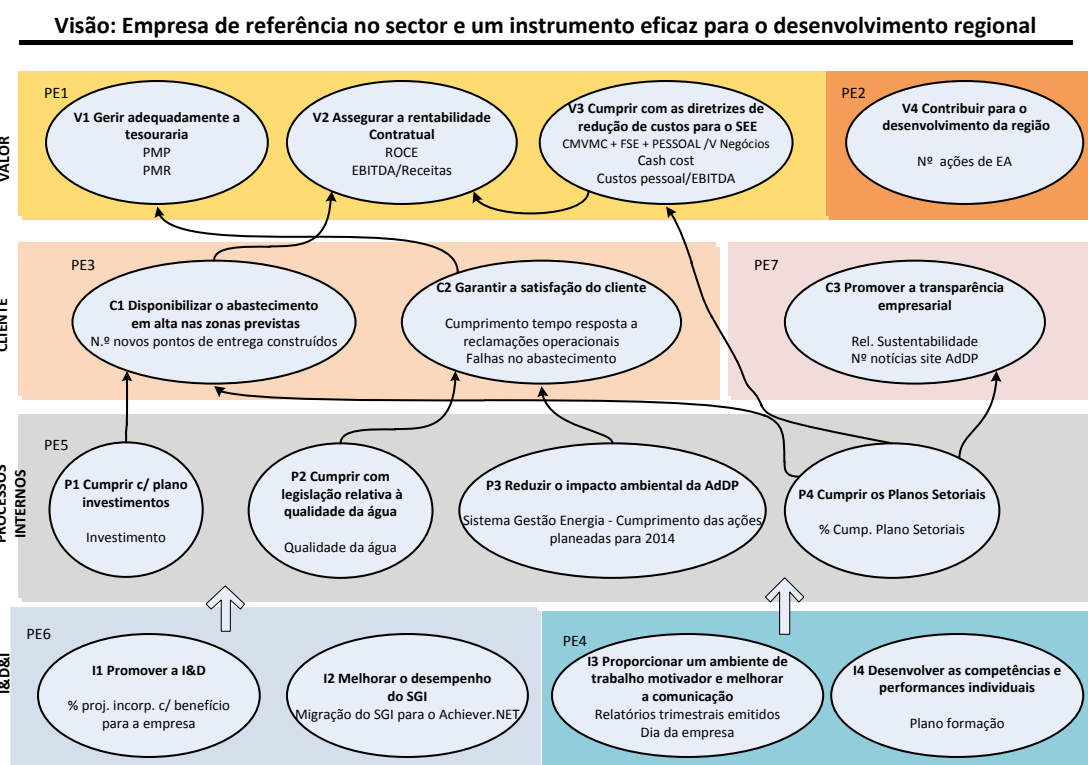 Visão: Empresa de referência no sector e um instrumento eficaz para o desenvolvimento regional
VALOR
PE1
V1 Gerir adequadamente a
tesouraria
PMP
PMR
V2 Assegurar a rentabilidade
Contratual
ROCE
EBITDA/Receitas
V3 Cumprir com as diretrizes de
redução de custos para o SEE
CMVMC + FSE + PESSOAL /V Negócios
Cash cost
Custos pessoal/EBITDA
PE2
V4 Contribuir para o
desenvolvimento da região
Nº ações de EA
CLIENTE
PE3
C1 Disponibilizar o abastecimento
em alta nas zonas previstas
N.º novos pontos de entrega construídos
C2 Garantir a satisfação do cliente
Cumprimento tempo resposta a
reclamações operacionais
Falhas no abastecimento
PE7
C3 Promover a transparência
empresarial
Rel. Sustentabilidade
Nº notícias site AdDP
PROCESSOS
INTERNOS
PE5
P1 Cumprir c/ plano
investimentos
Investimento
P2 Cumprir com
legislação relativa à
qualidade da água
Qualidade da água
P3 Reduzir o impacto ambiental da AdDP
Sistema Gestão Energia - Cumprimento das ações
planeadas para 2014
P4 Cumprir os Planos Setoriais
% Cump. Plano Setoriais
I&D&I
PE6
I1 Promover a I&D
% proj. incorp. c/ benefício
para a empresa
I2 Melhorar o desempenho
do SGI
Migração do SGI para o Achiever.NET
PE4
I3 Proporcionar um ambiente de
trabalho motivador e melhorar
a comunicação
Relatórios trimestrais emitidos
Dia da empresa
I4 Desenvolver as competências e
performances individuais
Plano formação